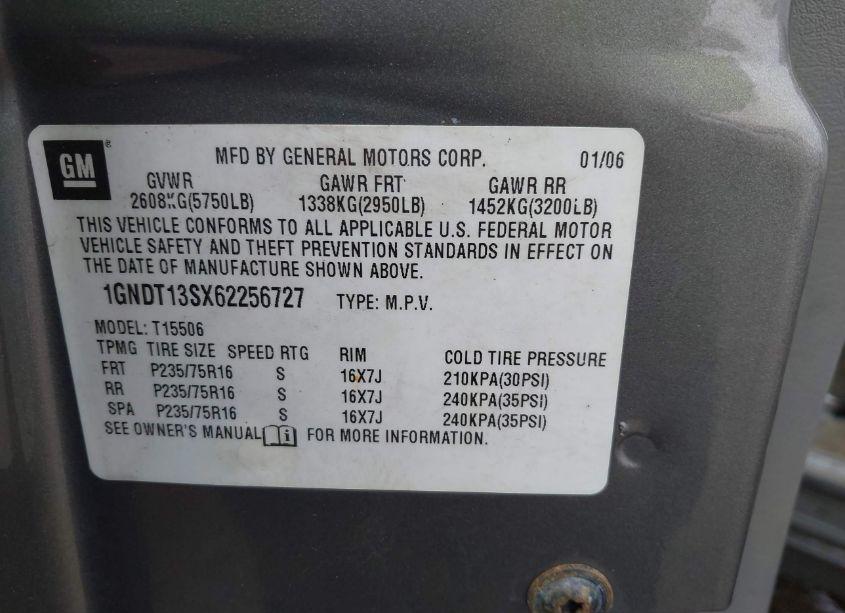 GM ®
MFD BY GENERAL MOTORS CORP. 01/06
GVWR GAWR FRT GAWR RR
2608KG(5750LB) 1338KG(2950LB) 1452KG(3200LB)
THIS VEHICLE CONFORMS TO ALL APPLICABLE U.S. FEDERAL MOTOR
VEHICLE SAFETY AND THEFT PREVENTION STANDARDS IN EFFECT ON
THE DATE OF MANUFACTURE SHOWN ABOVE.
1GNDT13SX62256727 TYPE: M.P.V.
MODEL: T15506
TPMG TIRE SIZE SPEED RTG RIM COLD TIRE PRESSURE
FRT P235/75R16 S 16X7J 210KPA(30PSI)
RR P235/75R16 S 16X7J 240KPA(35PSI)
SPA P235/75R16 S 16X7J 240KPA(35PSI)
SEE OWNER'S MANUAL i FOR MORE INFORMATION.